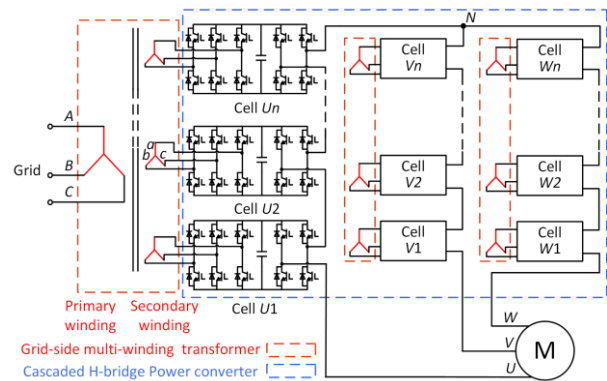 N
Cell
Vn
Cell
Wn
Cell Un
A
a
b
c
Grid
B
C
Cell
V2
Cell
W2
Cell U2
Cell
V1
Cell
W1
Cell U1
Primary
winding
Secondary
winding
Grid-side multi-winding transformer
Cascaded H-bridge Power converter
W
V
U
M